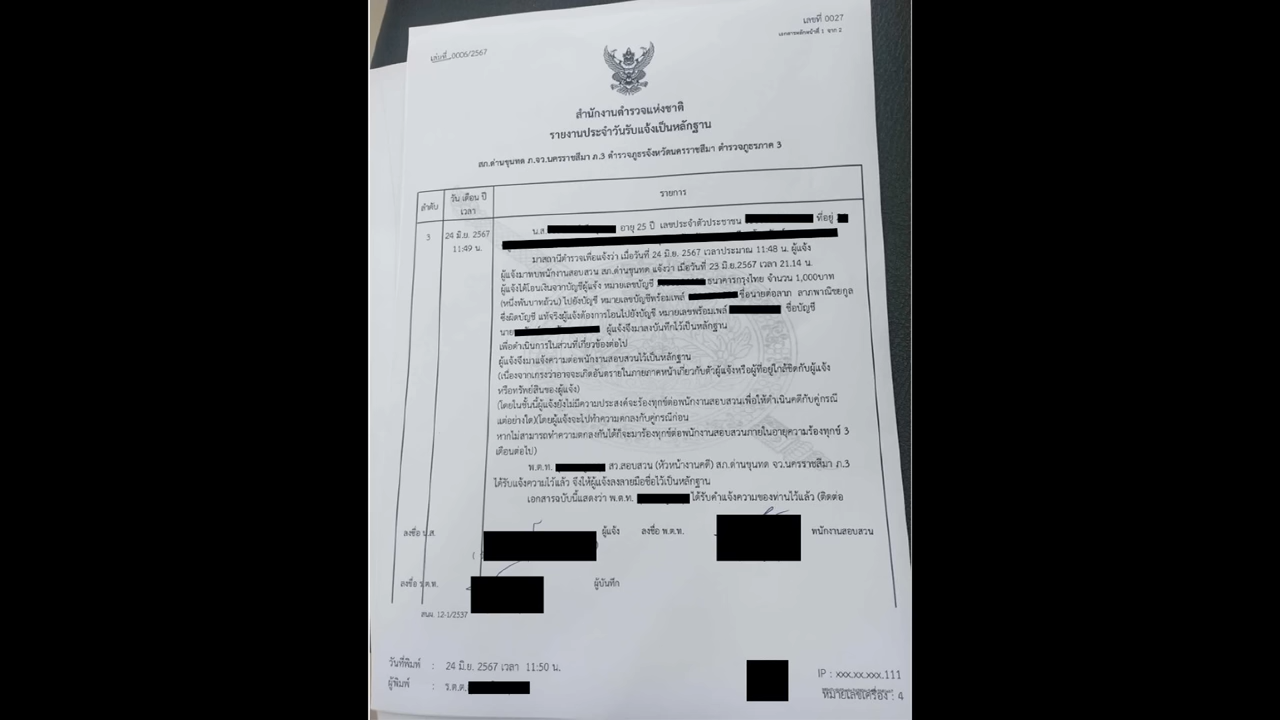 เล่มที่ 0006/2567
เลขที่ 0027
เอกสารหลักหน้าที่ 1 จาก 2
สำนักงานตำรวจแห่งชาติ
รายงานประจำวันรับแจ้งเป็นหลักฐาน
สภ.ด่านขุนทด ภ.จว.นครราชสีมา ภ.3 ตำรวจภูธรจังหวัดนครราชสีมา ตำรวจภูธรภาค 3
ลำดับ
วัน เดือน ปี
เวลา
รายการ
3
24 มิ.ย. 2567
11:49 น.
น.ส. อายุ 25 ปี เลขประจำตัวประชาชน ที่อยู่
มาสถานีตำรวจเพื่อแจ้งว่า เมื่อวันที่ 24 มิ.ย. 2567 เวลาประมาณ 11:48 น. ผู้แจ้ง
ผู้แจ้งมาพบพนักงานสอบสวน สภ.ด่านขุนทด แจ้งว่า เมื่อวันที่ 23 มิ.ย.2567 เวลา 21.14 น.
ผู้แจ้งได้โอนเงินจากบัญชีผู้แจ้ง หมายเลขบัญชี ธนาคารกรุงไทย จำนวน 1,000บาท
(หนึ่งพันบาทถ้วน) ไปยังบัญชี หมายเลขบัญชีพร้อมเพล์ ชื่อนายต่อลาภ ลาภพาณิชยกูล
ซึ่งผิดบัญชี แท้จริงผู้แจ้งต้องการโอนไปยังบัญชี หมายเลขพร้อมเพล์ ชื่อบัญชี
นาย ผู้แจ้งจึงมาลงบันทึกไว้เป็นหลักฐาน
เพื่อดำเนินการในส่วนที่เกี่ยวข้องต่อไป
ผู้แจ้งจึงมาแจ้งความต่อพนักงานสอบสวนไว้เป็นหลักฐาน
(เนื่องจากเกรงว่าอาจจะเกิดอันตรายในภายภาคหน้าเกี่ยวกับตัวผู้แจ้งหรือผู้ที่อยู่ใกล้ชิดกับผู้แจ้ง
หรือทรัพย์สินของผู้แจ้ง)
(โดยในชั้นนี้ผู้แจ้งยังไม่มีความประสงค์จะร้องทุกข์ต่อพนักงานสอบสวนเพื่อให้ดำเนินคดีกับคู่กรณี
แต่อย่างใด)(โดยผู้แจ้งจะไปทำความตกลงกับคู่กรณีก่อน
หากไม่สามารถทำความตกลงกันได้ก็จะมาร้องทุกข์ต่อพนักงานสอบสวนภายในอายุความร้องทุกข์ 3
เดือนต่อไป)
พ.ต.ท. สว.สอบสวน (หัวหน้างานคดี) สภ.ด่านขุนทด จว.นครราชสีมา ภ.3
ได้รับแจ้งความไว้แล้ว จึงให้ผู้แจ้งลงลายมือชื่อไว้เป็นหลักฐาน
เอกสารฉบับนี้แสดงว่า พ.ต.ท. ได้รับคำแจ้งความของท่านไว้แล้ว (ติดต่อ
ลงชื่อ น.ส. ผู้แจ้ง ลงชื่อ พ.ต.ท. พนักงานสอบสวน
ลงชื่อ ร.ต.ท. ผู้บันทึก
สนผ. 12-1/2537
วันที่พิมพ์ : 24 มิ.ย. 2567 เวลา 11:50 น.
ผู้พิมพ์ : ร.ต.ต.
IP : xxx.xx.xxx.111
หมายเลขเครื่อง : 4